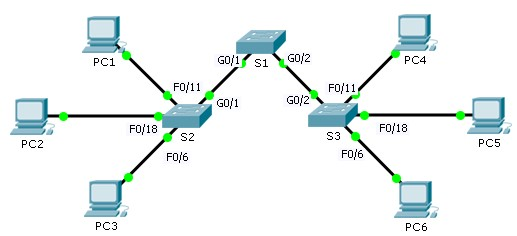 PC1
PC2
PC3
F0/11
F0/18
F0/6
S2
G0/1
G0/1
S1
G0/2
G0/2
S3
F0/11
F0/18
F0/6
PC4
PC5
PC6